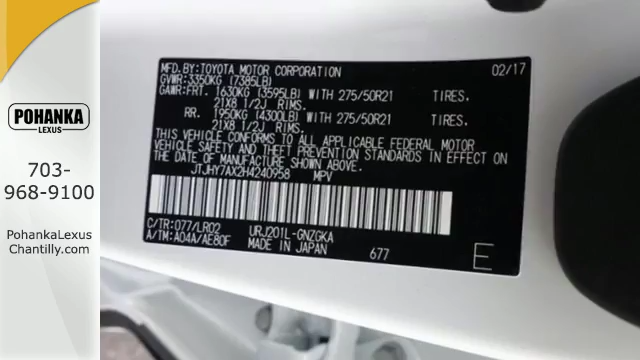 POHANKA
LEXUS
703-
968-9100
PohankaLexus
Chantilly.com
MFD.BY:TOYOTA MOTOR CORPORATION 02/17
GVWR:3350KG (7385LB)
GAWR:FRT. 1630KG (3595LB) WITH 275/50R21 TIRES.
21X8 1/2J RIMS.
RR. 1950KG (4300LB) WITH 275/50R21 TIRES.
21X8 1/2J RIMS.
THIS VEHICLE CONFORMS TO ALL APPLICABLE FEDERAL MOTOR
VEHICLE SAFETY AND THEFT PREVENTION STANDARDS IN EFFECT ON
THE DATE OF MANUFACTURE SHOWN ABOVE.
JTJHY7AX2H4240958 MPV
C/TR:077/LR02 URJ201L-GNZGKA
A/TM:A04A/AE80F MADE IN JAPAN 677 E